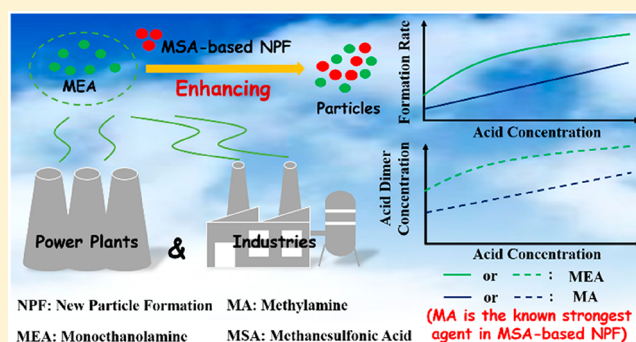 MEA
MSA-based NPF
Enhancing
Particles
Formation Rate
Acid Concentration
Acid Dimer
Concentration
Acid Concentration
Power Plants
&
Industries
or : MEA
or : MA
(MA is the known strongest
agent in MSA-based NPF)
NPF: New Particle Formation MA: Methylamine
MEA: Monoethanolamine MSA: Methanesulfonic Acid